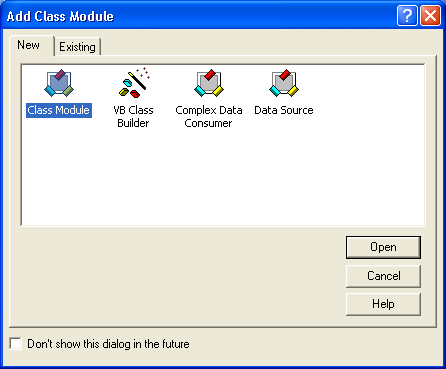 Add Class Module
New Existing
Class Module VB Class Builder Complex Data Consumer Data Source
Open
Cancel
Help
Don't show this dialog in the future